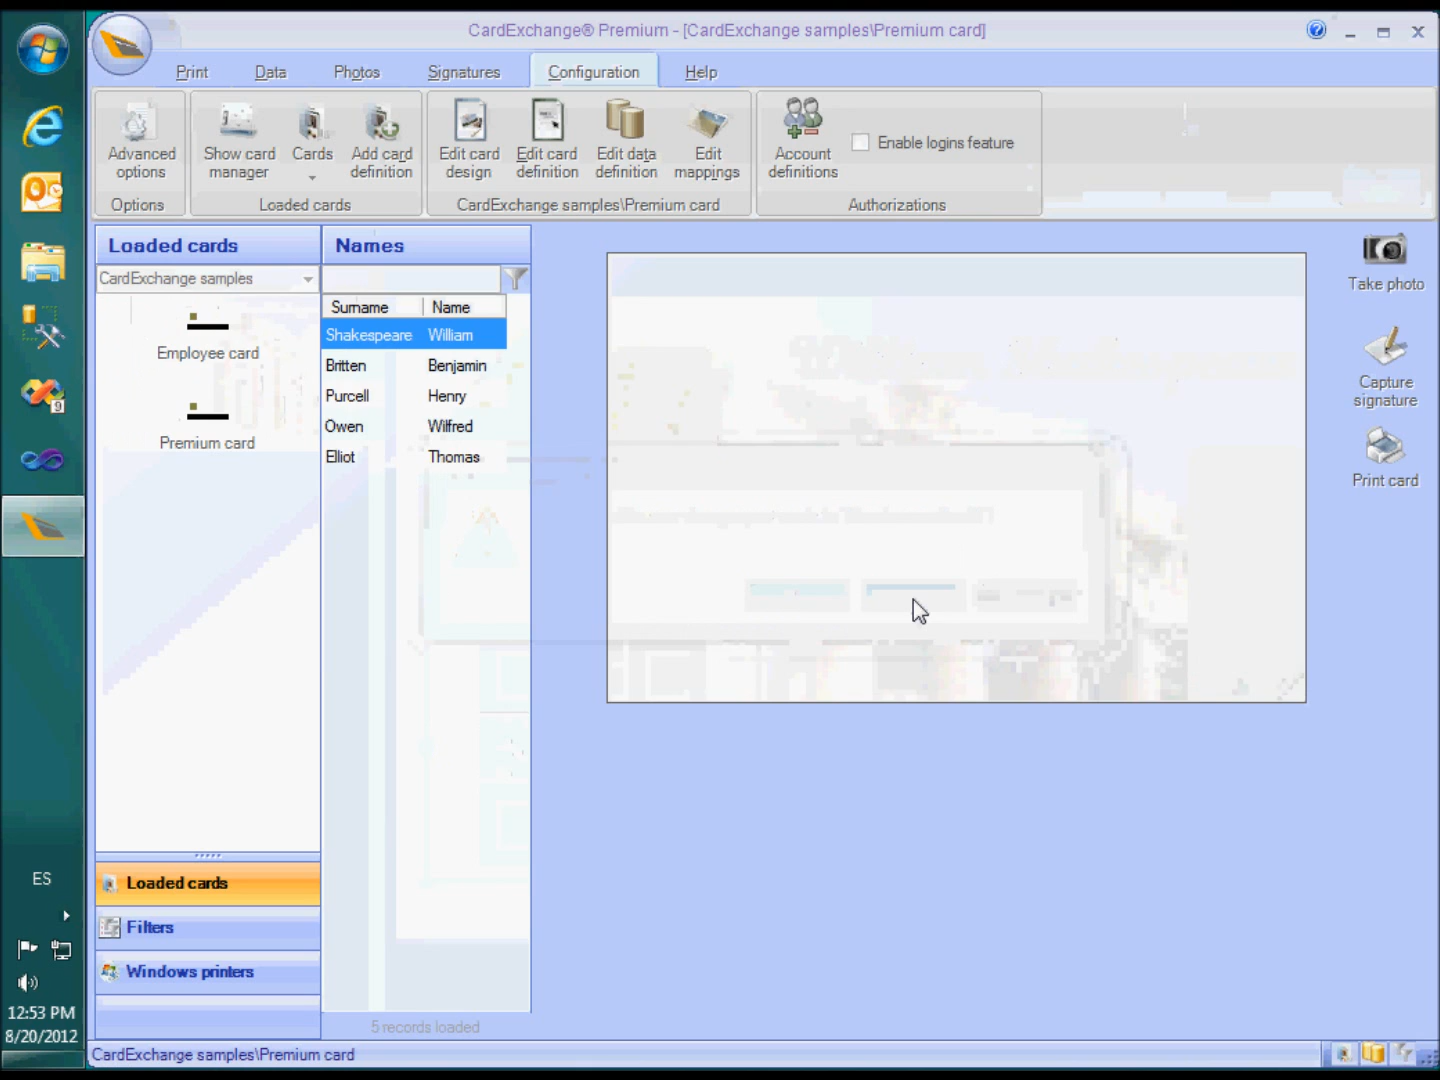 CardExchange® Premium - [CardExchange samples\Premium card]
Print Data Photos Signatures Configuration Help
Advanced options
Show card manager
Cards
Add card definition
Edit card design
Edit card definition
Edit data definition
Edit mappings
Account definitions
Enable logins feature
Options
Loaded cards
CardExchange samples\Premium card
Authorizations
Loaded cards
CardExchange samples
Employee card
Premium card
Names
Surname Name
Shakespeare William
Britten Benjamin
Purcell Henry
Owen Wilfred
Elliot Thomas
5 records loaded
Take photo
Capture signature
Print card
Loaded cards
Filters
Windows printers
CardExchange samples\Premium card
9
ES
12:53 PM
8/20/2012